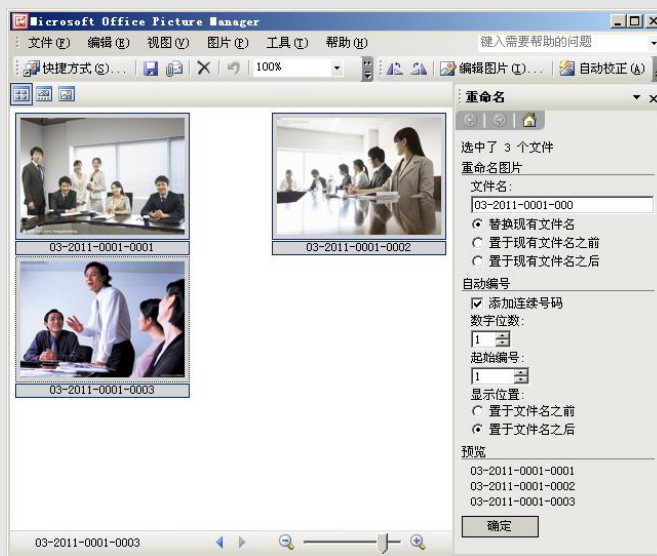 Microsoft Office Picture Manager
文件(F) 编辑(E) 视图(V) 图片(P) 工具(T) 帮助(H) 键入需要帮助的问题
快捷方式(S)... 100% 编辑图片(I)... 自动校正(A)
重命名
选中了 3 个文件
重命名图片
文件名:
03-2011-0001-000
替换现有文件名
置于现有文件名之前
置于现有文件名之后
03-2011-0001-0001
03-2011-0001-0002
自动编号
添加连续号码
数字位数:
1
起始编号:
1
显示位置:
置于文件名之前
置于文件名之后
03-2011-0001-0003
预览
03-2011-0001-0001
03-2011-0001-0002
03-2011-0001-0003
确定
03-2011-0001-0003